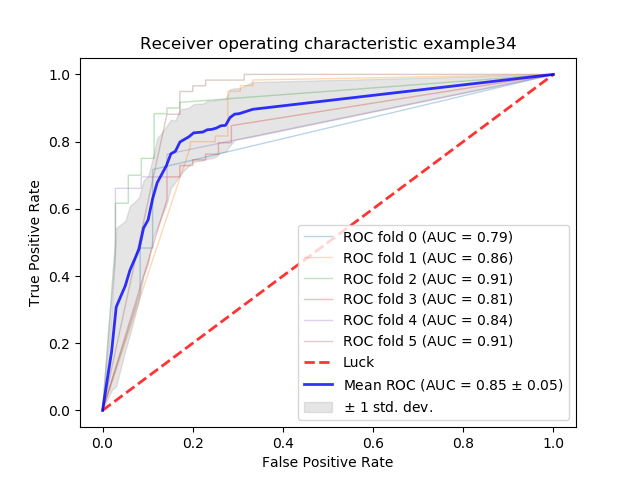 Receiver operating characteristic example34
True Positive Rate
1.0
0.8
0.6
0.4
0.2
0.0
ROC fold 0 (AUC = 0.79)
ROC fold 1 (AUC = 0.86)
ROC fold 2 (AUC = 0.91)
ROC fold 3 (AUC = 0.81)
ROC fold 4 (AUC = 0.84)
ROC fold 5 (AUC = 0.91)
Luck
Mean ROC (AUC = 0.85 ± 0.05)
± 1 std. dev.
0.0 0.2 0.4 0.6 0.8 1.0
False Positive Rate